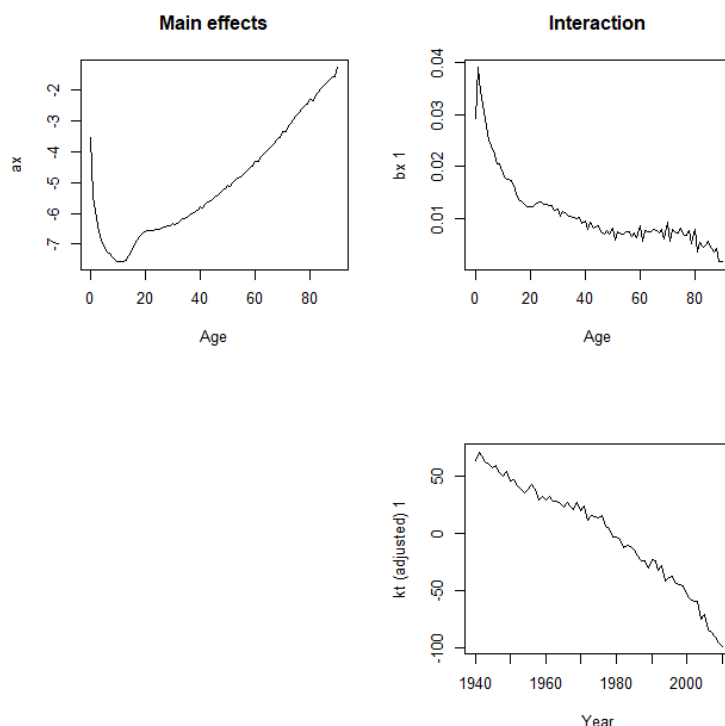 Main effects
ax
-2
-3
-4
-5
-6
-7
0 20 40 60 80
Age
Interaction
bx 1
0.04
0.03
0.02
0.01
0 20 40 60 80
Age
kt (adjusted) 1
50
0
-50
-100
1940 1960 1980 2000
Year